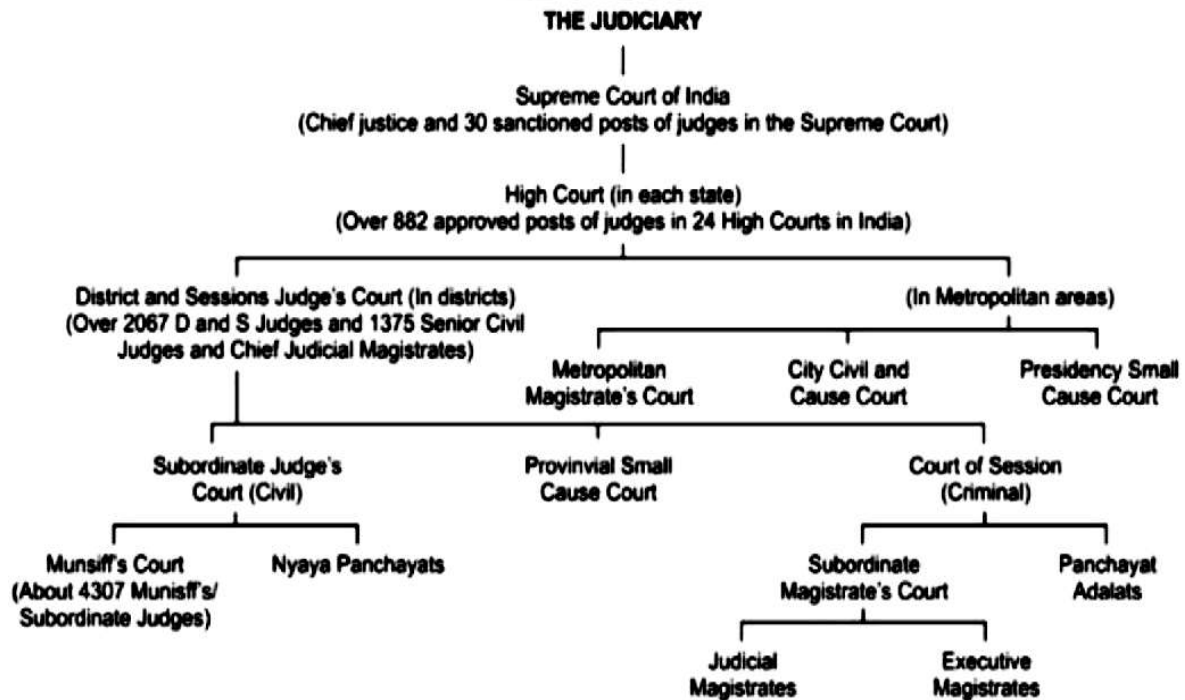 THE JUDICIARY
Supreme Court of India
(Chief justice and 30 sanctioned posts of judges in the Supreme Court)
High Court (in each state)
(Over 882 approved posts of judges in 24 High Courts in India)
District and Sessions Judge's Court (In districts)
(Over 2067 D and S Judges and 1375 Senior Civil
Judges and Chief Judicial Magistrates)
(In Metropolitan areas)
Metropolitan
Magistrate's Court
City Civil and
Cause Court
Presidency Small
Cause Court
Subordinate Judge's
Court (Civil)
Provinvial Small
Cause Court
Court of Session
(Criminal)
Munsiff's Court
(About 4307 Munisff's/
Subordinate Judges)
Nyaya Panchayats
Subordinate
Magistrate's Court
Panchayat
Adalats
Judicial
Magistrates
Executive
Magistrates